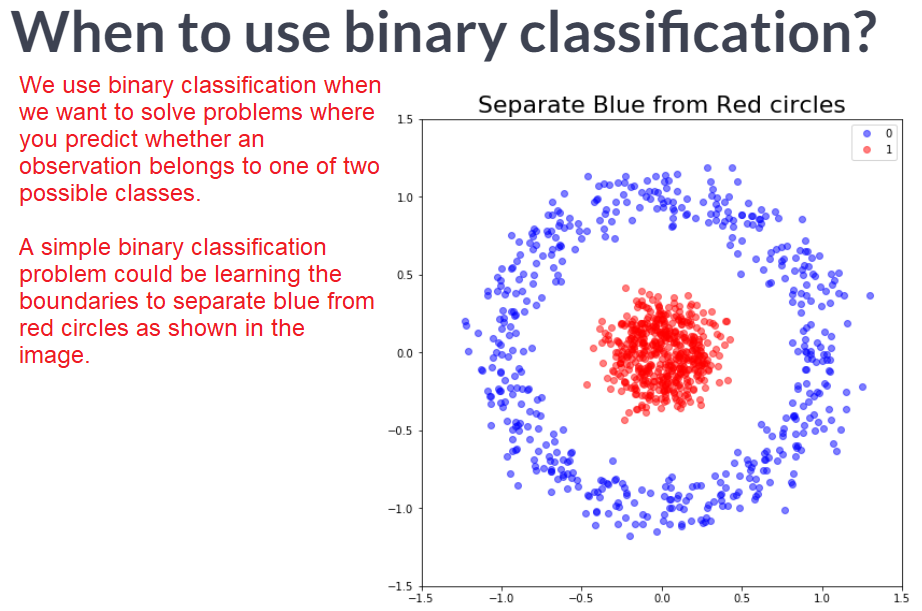 When to use binary classification?
We use binary classification when
we want to solve problems where
you predict whether an
observation belongs to one of two
possible classes.
A simple binary classification
problem could be learning the
boundaries to separate blue from
red circles as shown in the
image.
Separate Blue from Red circles
0
1
1.5
1.0
0.5
0.0
−0.5
−1.0
−1.5
−1.5 −1.0 −0.5 0.0 0.5 1.0 1.5